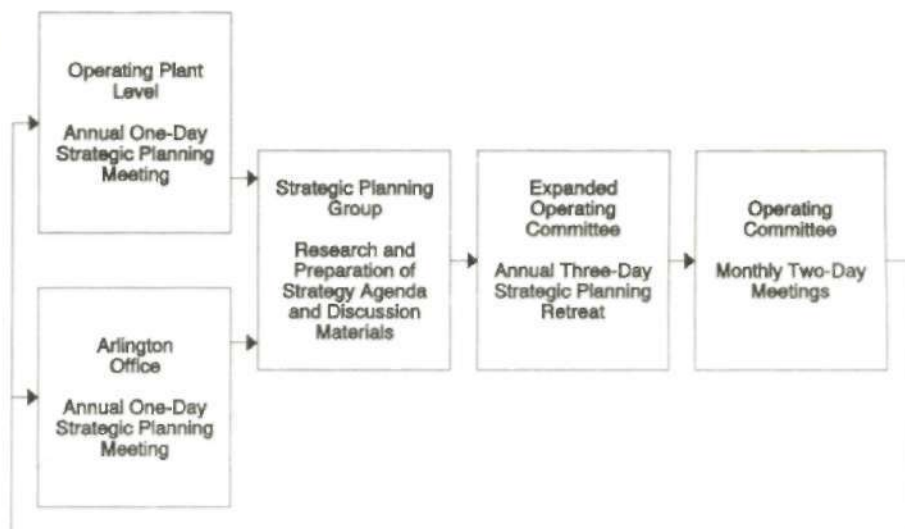 Operating Plant
Level
Annual One-Day
Strategic Planning
Meeting
Arlington
Office
Annual One-Day
Strategic Planning
Meeting
Strategic Planning
Group
Research and
Preparation of
Strategy Agenda
and Discussion
Materials
Expanded
Operating
Committee
Annual Three-Day
Strategic Planning
Retreat
Operating
Committee
Monthly Two-Day
Meetings